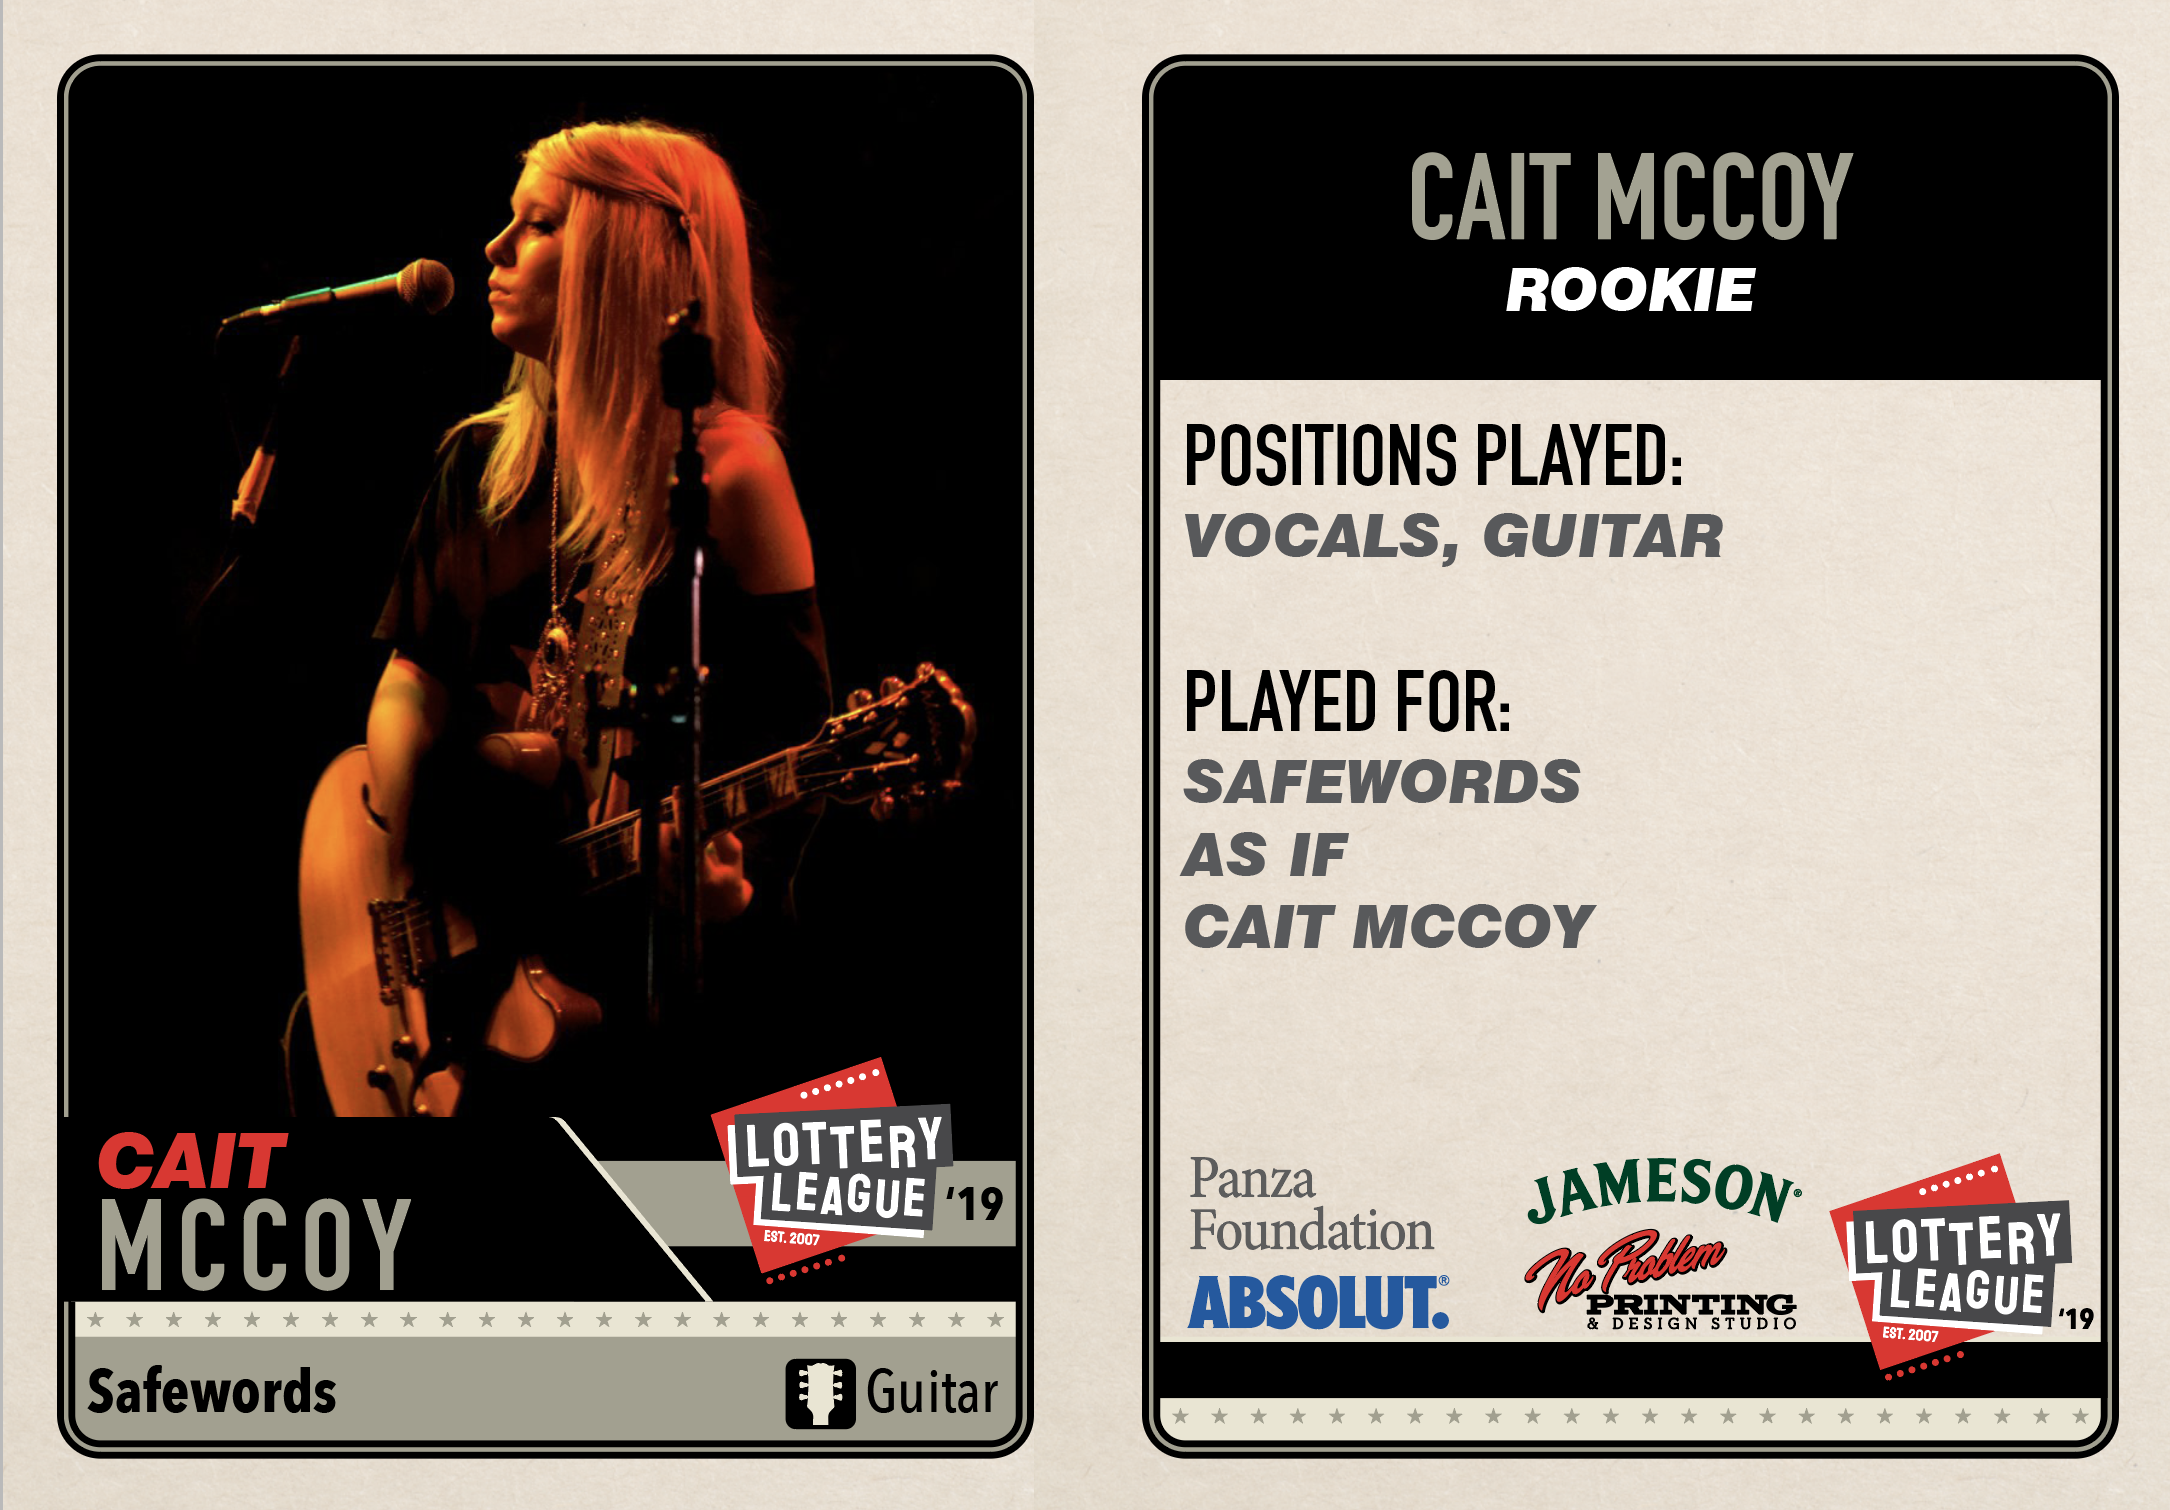 CAIT
MCCOY
LOTTERY
LEAGUE
EST. 2007
'19
Safewords
Guitar
CAIT MCCOY
ROOKIE
POSITIONS PLAYED:
VOCALS, GUITAR
PLAYED FOR:
SAFEWORDS
AS IF
CAIT MCCOY
Panza
Foundation
ABSOLUT.®
JAMESON®
No Problem
PRINTING
& DESIGN STUDIO
LOTTERY
LEAGUE
EST. 2007
'19